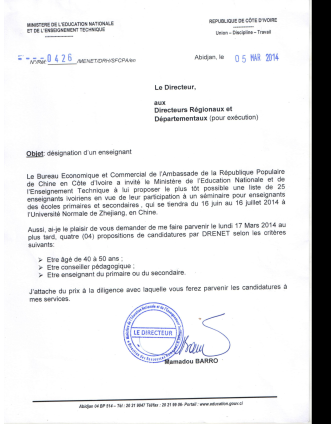 MINISTERE DE L'EDUCATION NATIONALE
ET DE L'ENSEIGNEMENT TECHNIQUE
REPUBLIQUE DE CÔTE D'IVOIRE
Union – Discipline – Travail
N° 0426 /MENET/DRH/SFCPA/
Abidjan, le 05 MAR 2014
Le Directeur,
aux
Directeurs Régionaux et
Départementaux (pour exécution)
Objet: désignation d'un enseignant
Le Bureau Economique et Commercial de l'Ambassade de la République Populaire
de Chine en Côte d'Ivoire a invité le Ministère de l'Education Nationale et de
l'Enseignement Technique à lui proposer le plus tôt possible une liste de 25
enseignants ivoiriens en vue de leur participation à un séminaire pour enseignants
des écoles primaires et secondaires , qui se tiendra du 16 juin au 16 juillet 2014 à
l'Université Normale de Zhejiang, en Chine.
Aussi, ai-je le plaisir de vous demander de me faire parvenir le lundi 17 Mars 2014 au
plus tard, quatre (04) propositions de candidatures par DRENET selon les critères
suivants:
➢ Etre âgé de 40 à 50 ans ;
➢ Etre conseiller pédagogique ;
➢ Etre enseignant du primaire ou du secondaire.
J'attache du prix à la diligence avec laquelle vous ferez parvenir les candidatures à
mes services.
LE DIRECTEUR
Mamadou BARRO
Abidjan 04 BP 514 – Tél : 20 21 9047 Téléfax : 20 21 99 06- Portail : www.education.gouv.ci